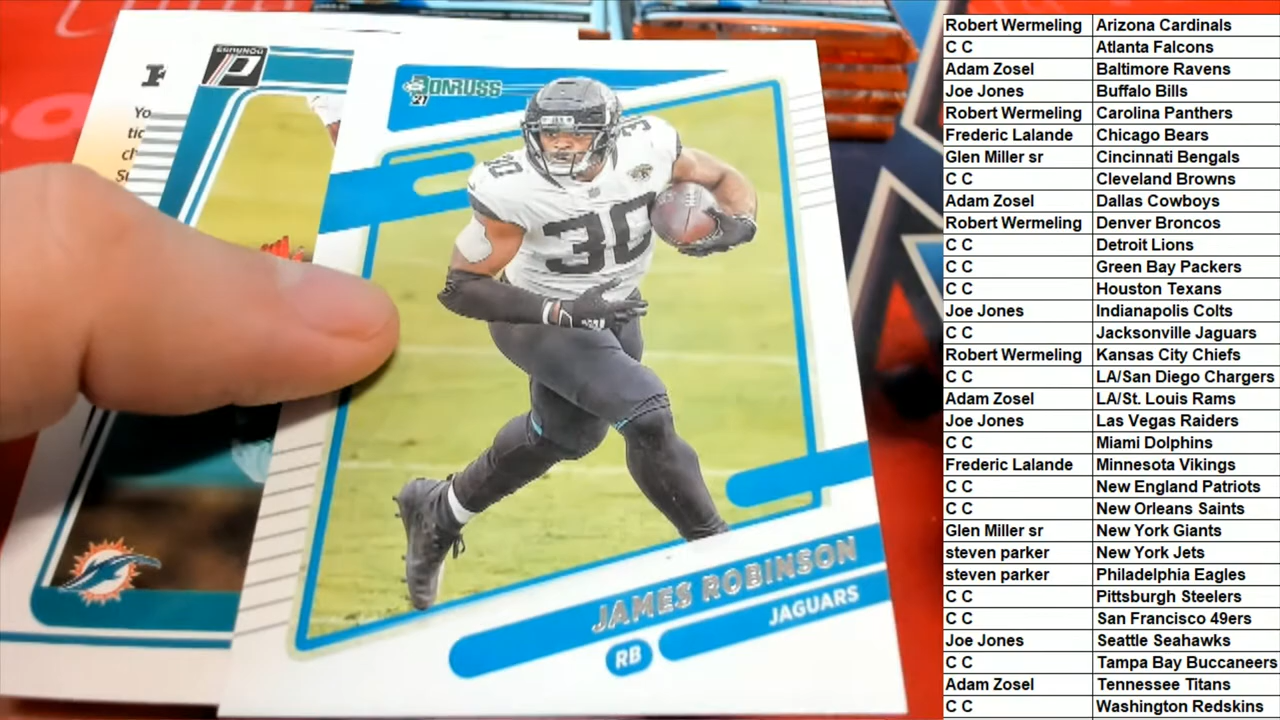 DONRUSS
21
F
Yo
tic
ch
30
30
30
JAMES ROBINSON
JAGUARS
RB
Robert Wermeling Arizona Cardinals
C C Atlanta Falcons
Adam Zosel Baltimore Ravens
Joe Jones Buffalo Bills
Robert Wermeling Carolina Panthers
Frederic Lalande Chicago Bears
Glen Miller sr Cincinnati Bengals
C C Cleveland Browns
Adam Zosel Dallas Cowboys
Robert Wermeling Denver Broncos
C C Detroit Lions
C C Green Bay Packers
C C Houston Texans
Joe Jones Indianapolis Colts
C C Jacksonville Jaguars
Robert Wermeling Kansas City Chiefs
C C LA/San Diego Chargers
Adam Zosel LA/St. Louis Rams
Joe Jones Las Vegas Raiders
C C Miami Dolphins
Frederic Lalande Minnesota Vikings
C C New England Patriots
C C New Orleans Saints
Glen Miller sr New York Giants
steven parker New York Jets
steven parker Philadelphia Eagles
C C Pittsburgh Steelers
C C San Francisco 49ers
Joe Jones Seattle Seahawks
C C Tampa Bay Buccaneers
Adam Zosel Tennessee Titans
C C Washington Redskins